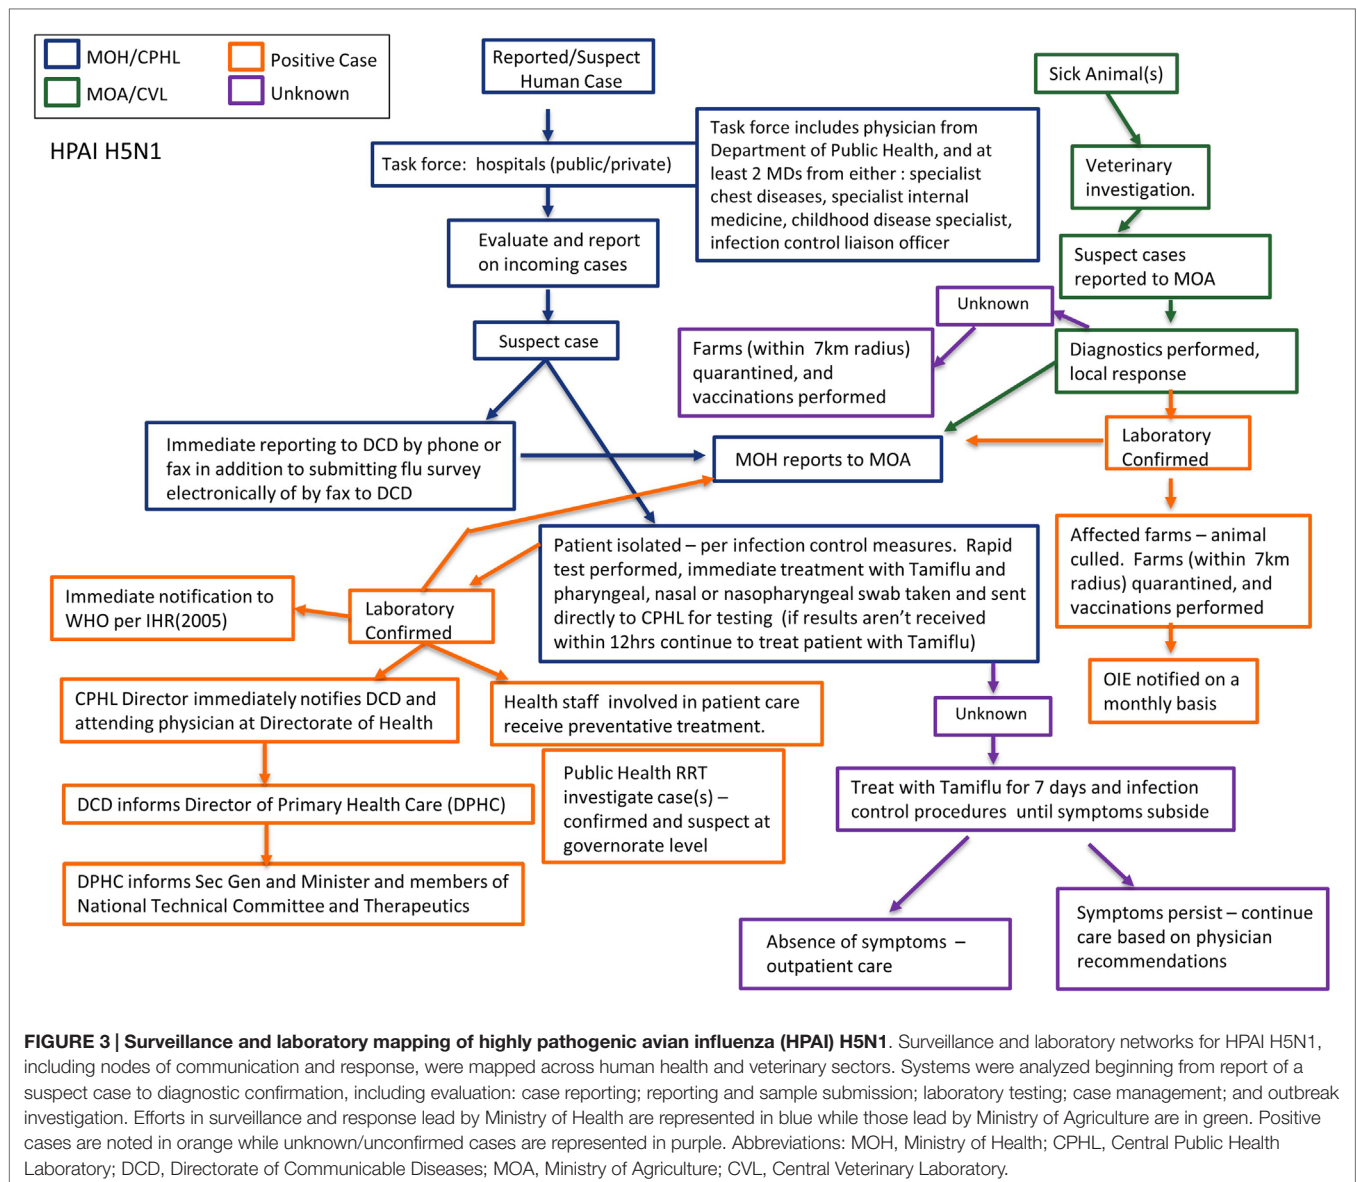 MOH/CPHL
Positive Case
MOA/CVL
Unknown
HPAI H5N1
Reported/Suspect
Human Case
Task force:  hospitals (public/private)
Task force includes physician from
Department of Public Health, and at
least 2 MDs from either : specialist
chest diseases, specialist internal
medicine, childhood disease specialist,
infection control liaison officer
Evaluate and report
on incoming cases
Suspect case
Sick Animal(s)
Veterinary
investigation.
Suspect cases
reported to MOA
Unknown
Farms (within  7km radius)
quarantined, and
vaccinations performed
Diagnostics performed,
local response
Immediate reporting to DCD by phone or
fax in addition to submitting flu survey
electronically of by fax to DCD
MOH reports to MOA
Laboratory
Confirmed
Patient isolated – per infection control measures.  Rapid
test performed, immediate treatment with Tamiflu and
pharyngeal, nasal or nasopharyngeal swab taken and sent
directly to CPHL for testing  (if results aren’t received
within 12hrs continue to treat patient with Tamiflu)
Affected farms – animal
culled.  Farms (within  7km
radius) quarantined, and
vaccinations performed
Immediate notification to
WHO per IHR(2005)
Laboratory
Confirmed
OIE notified on a
monthly basis
CPHL Director immediately notifies DCD and
attending physician at Directorate of Health
Health staff  involved in patient care
receive preventative treatment.
Unknown
Public Health RRT
investigate case(s) –
confirmed and suspect at
governorate level
DCD informs Director of Primary Health Care (DPHC)
Treat with Tamiflu for 7 days and infection
control procedures  until symptoms subside
DPHC informs Sec Gen and Minister and members of
National Technical Committee and Therapeutics
Absence of symptoms  –
outpatient care
Symptoms persist – continue
care based on physician
recommendations
FIGURE 3 | Surveillance and laboratory mapping of highly pathogenic avian influenza (HPAI) H5N1. Surveillance and laboratory networks for HPAI H5N1,
including nodes of communication and response, were mapped across human health and veterinary sectors. Systems were analyzed beginning from report of a
suspect case to diagnostic confirmation, including evaluation: case reporting; reporting and sample submission; laboratory testing; case management; and outbreak
investigation. Efforts in surveillance and response lead by Ministry of Health are represented in blue while those lead by Ministry of Agriculture are in green. Positive
cases are noted in orange while unknown/unconfirmed cases are represented in purple. Abbreviations: MOH, Ministry of Health; CPHL, Central Public Health
Laboratory; DCD, Directorate of Communicable Diseases; MOA, Ministry of Agriculture; CVL, Central Veterinary Laboratory.